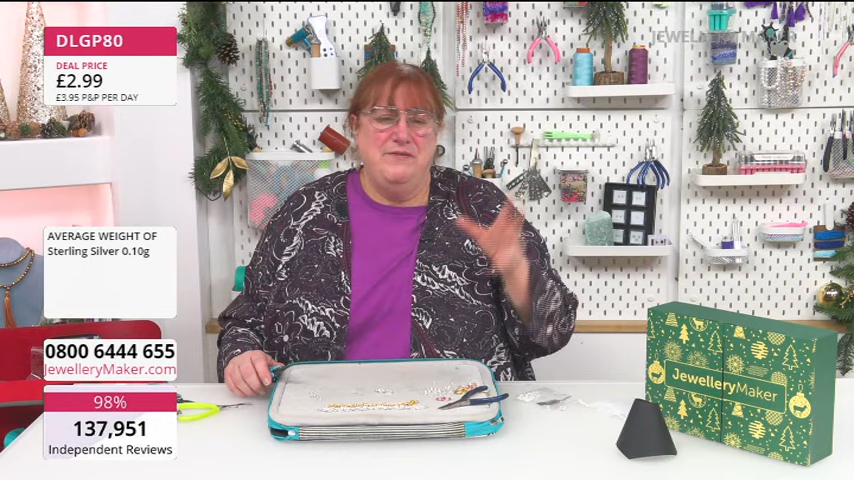 DLGP80
DEAL PRICE
£2.99
£3.95 P&P PER DAY
JEWELLERYMAKER
AVERAGE WEIGHT OF
Sterling Silver 0.10g
0800 6444 655
JewelleryMaker.com
98%
137,951
Independent Reviews
JewelleryMaker